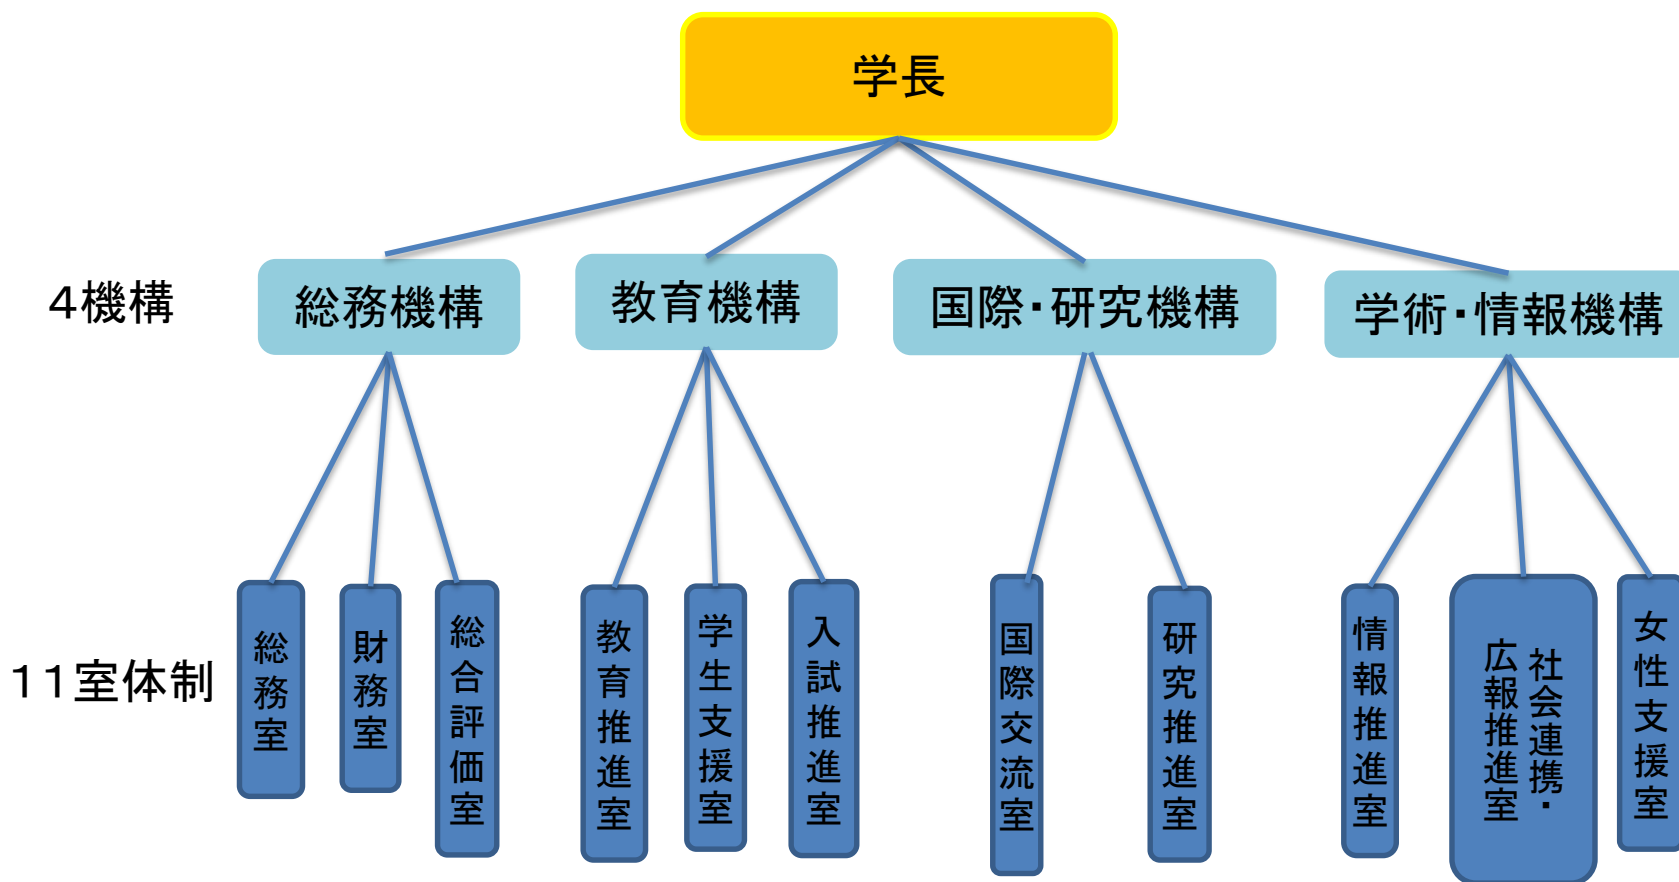 学長
4機構
総務機構
教育機構
国際・研究機構
学術・情報機構
11室体制
総務室
財務室
総合評価室
教育推進室
学生支援室
入試推進室
国際交流室
研究推進室
情報推進室
社会連携・
広報推進室
女性支援室